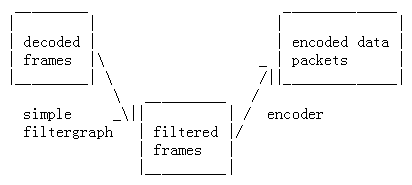 decoded
frames
encoded data
packets
simple
filtergraph
filtered
frames
encoder